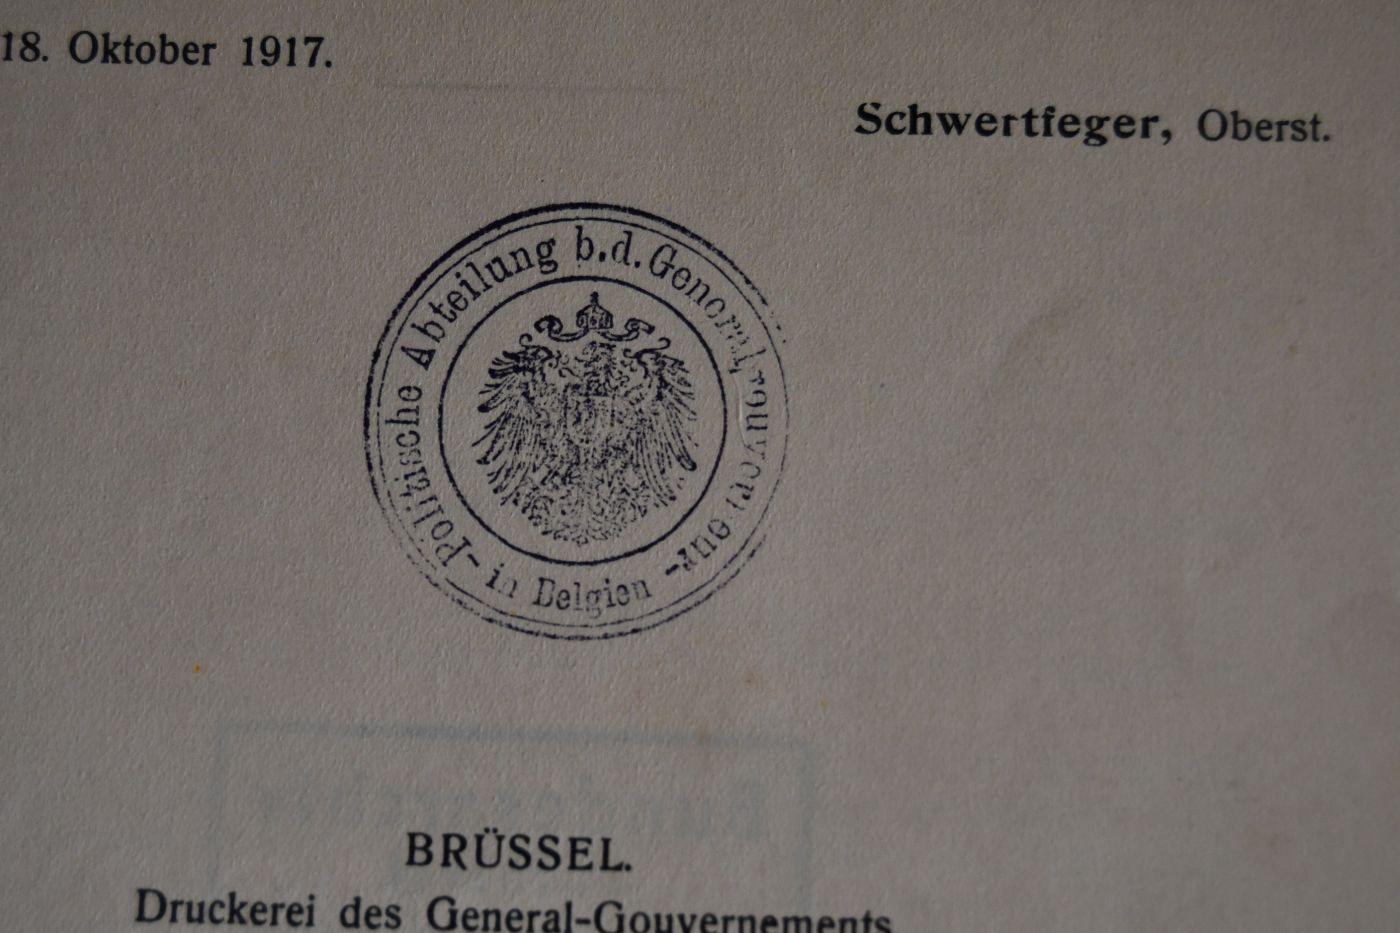 18. Oktober 1917.
Schwertfeger, Oberst.
Politische Abteilung b.d. Generalgouverneur
- in Belgien -
BRÜSSEL.
Druckerei des General-Gouvernements